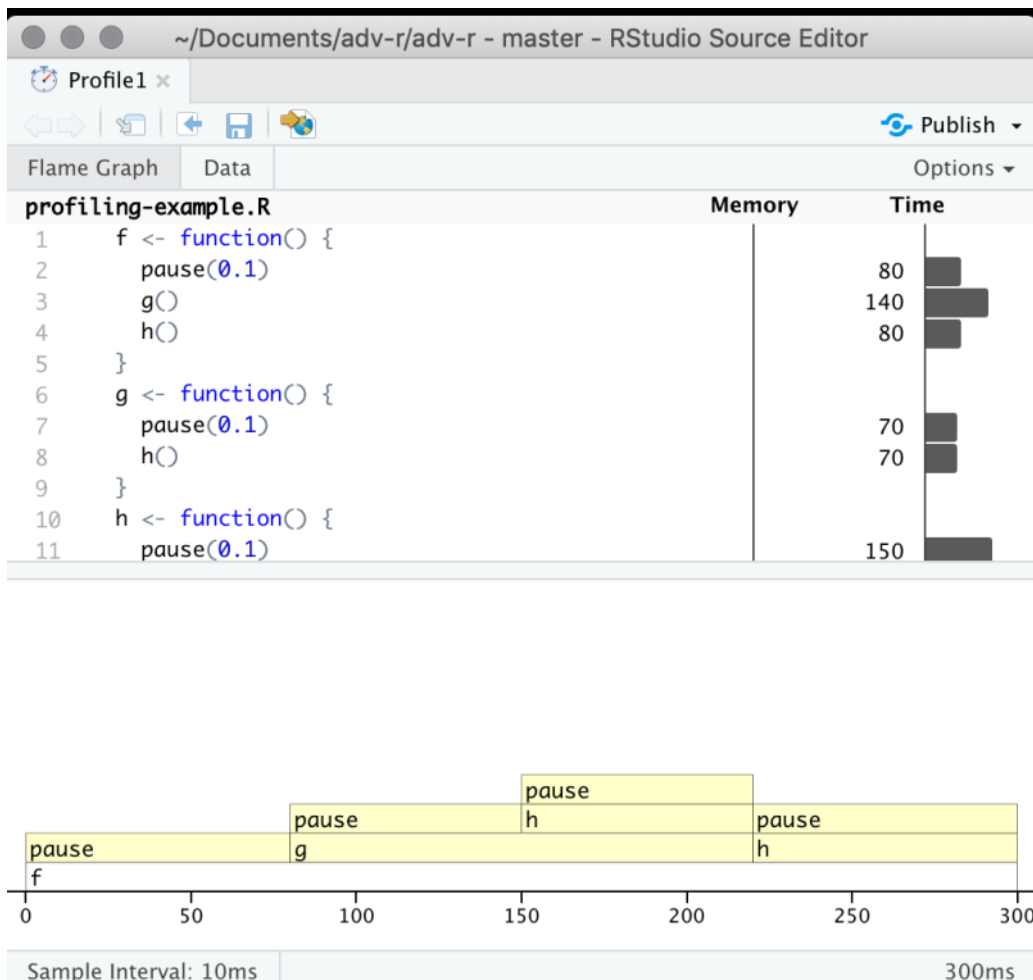 ~/Documents/adv-r/adv-r - master - RStudio Source Editor
Profile1 ×
Publish
Flame Graph Data Options
profiling-example.R Memory Time
1 f <- function() {
2 pause(0.1) 80
3 g() 140
4 h() 80
5 }
6 g <- function() {
7 pause(0.1) 70
8 h() 70
9 }
10 h <- function() {
11 pause(0.1) 150
pause
pause h pause
pause g h
f
0 50 100 150 200 250 300
Sample Interval: 10ms 300ms